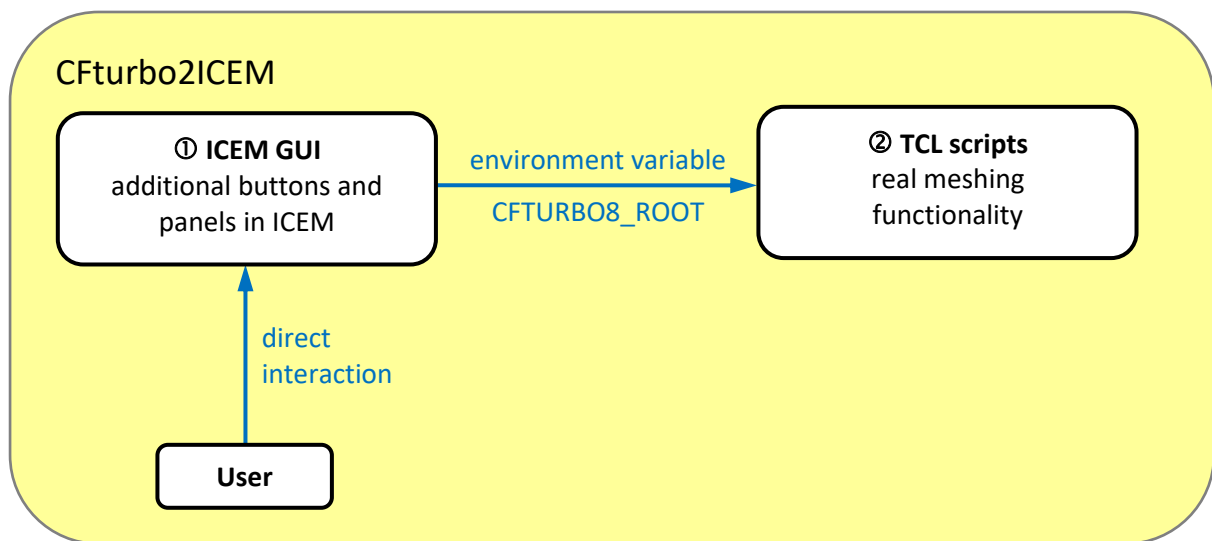 CFturbo2ICEM
① ICEM GUI
additional buttons and
panels in ICEM
environment variable
CFTURBO8_ROOT
② TCL scripts
real meshing
functionality
direct
interaction
User